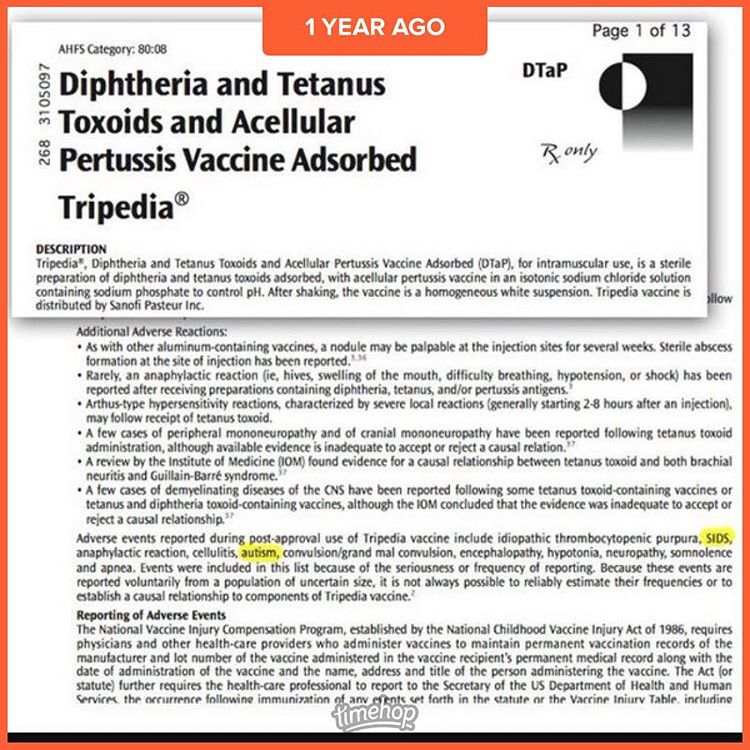 1 YEAR AGO
Page 1 of 13
AHFS Category: 80:08
268 3105097
Diphtheria and Tetanus
Toxoids and Acellular
Pertussis Vaccine Adsorbed
Tripedia®
DTaP
Rx only
DESCRIPTION
Tripedia®, Diphtheria and Tetanus Toxoids and Acellular Pertussis Vaccine Adsorbed (DTaP), for intramuscular use, is a sterile
preparation of diphtheria and tetanus toxoids adsorbed, with acellular pertussis vaccine in an isotonic sodium chloride solution
containing sodium phosphate to control pH. After shaking, the vaccine is a homogeneous white suspension. Tripedia vaccine is
distributed by Sanofi Pasteur Inc.
ollow
Additional Adverse Reactions:
• As with other aluminum-containing vaccines, a nodule may be palpable at the injection sites for several weeks. Sterile abscess
formation at the site of injection has been reported.3,36
• Rarely, an anaphylactic reaction (ie, hives, swelling of the mouth, difficulty breathing, hypotension, or shock) has been
reported after receiving preparations containing diphtheria, tetanus, and/or pertussis antigens.3
• Arthus-type hypersensitivity reactions, characterized by severe local reactions (generally starting 2-8 hours after an injection),
may follow receipt of tetanus toxoid.
• A few cases of peripheral mononeuropathy and of cranial mononeuropathy have been reported following tetanus toxoid
administration, although available evidence is inadequate to accept or reject a causal relation.37
• A review by the Institute of Medicine (IOM) found evidence for a causal relationship between tetanus toxoid and both brachial
neuritis and Guillain-Barré syndrome.37
• A few cases of demyelinating diseases of the CNS have been reported following some tetanus toxoid-containing vaccines or
tetanus and diphtheria toxoid-containing vaccines, although the IOM concluded that the evidence was inadequate to accept or
reject a causal relationship.37
Adverse events reported during post-approval use of Tripedia vaccine include idiopathic thrombocytopenic purpura, SIDS,
anaphylactic reaction, cellulitis, autism, convulsion/grand mal convulsion, encephalopathy, hypotonia, neuropathy, somnolence
and apnea. Events were included in this list because of the seriousness or frequency of reporting. Because these events are
reported voluntarily from a population of uncertain size, it is not always possible to reliably estimate their frequencies or to
establish a causal relationship to components of Tripedia vaccine.2
Reporting of Adverse Events
The National Vaccine Injury Compensation Program, established by the National Childhood Vaccine Injury Act of 1986, requires
physicians and other health-care providers who administer vaccines to maintain permanent vaccination records of the
manufacturer and lot number of the vaccine administered in the vaccine recipient's permanent medical record along with the
date of administration of the vaccine and the name, address and title of the person administering the vaccine. The Act (or
statute) further requires the health-care professional to report to the Secretary of the US Department of Health and Human
Services, the occurrence following immunization of any events set forth in the statute or the Vaccine Injury Table, including
timehop